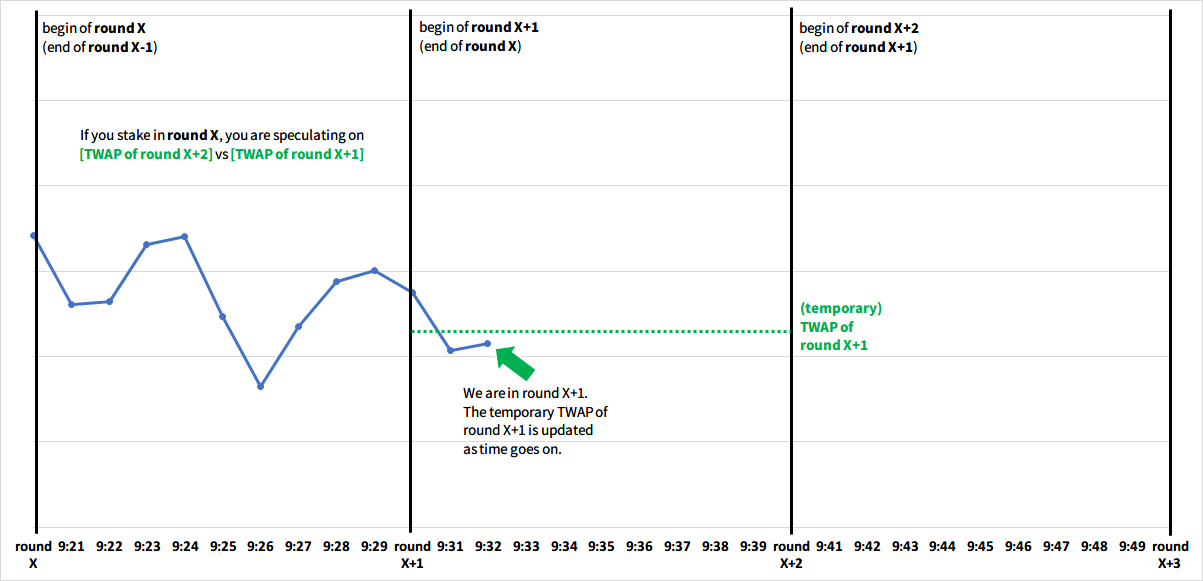 begin of round X
(end of round X-1)
begin of round X+1
(end of round X)
begin of round X+2
(end of round X+1)
If you stake in round X, you are speculating on
[TWAP of round X+2] vs [TWAP of round X+1]
(temporary)
TWAP of
round X+1
We are in round X+1.
The temporary TWAP of
round X+1 is updated
as time goes on.
round 9:21 9:22 9:23 9:24 9:25 9:26 9:27 9:28 9:29 round 9:31 9:32 9:33 9:34 9:35 9:36 9:37 9:38 9:39 round 9:41 9:42 9:43 9:44 9:45 9:46 9:47 9:48 9:49 round
X X+1 X+2 X+3